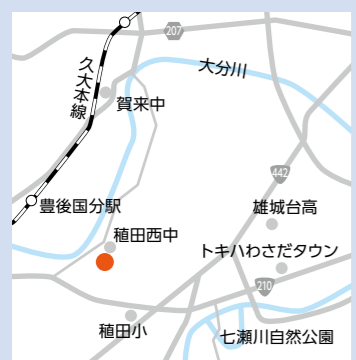 207
久大本線
大分川
賀来中
442
豊後国分駅
雄城台高
稙田西中
トキハわさだタウン
210
稙田小
七瀬川自然公園